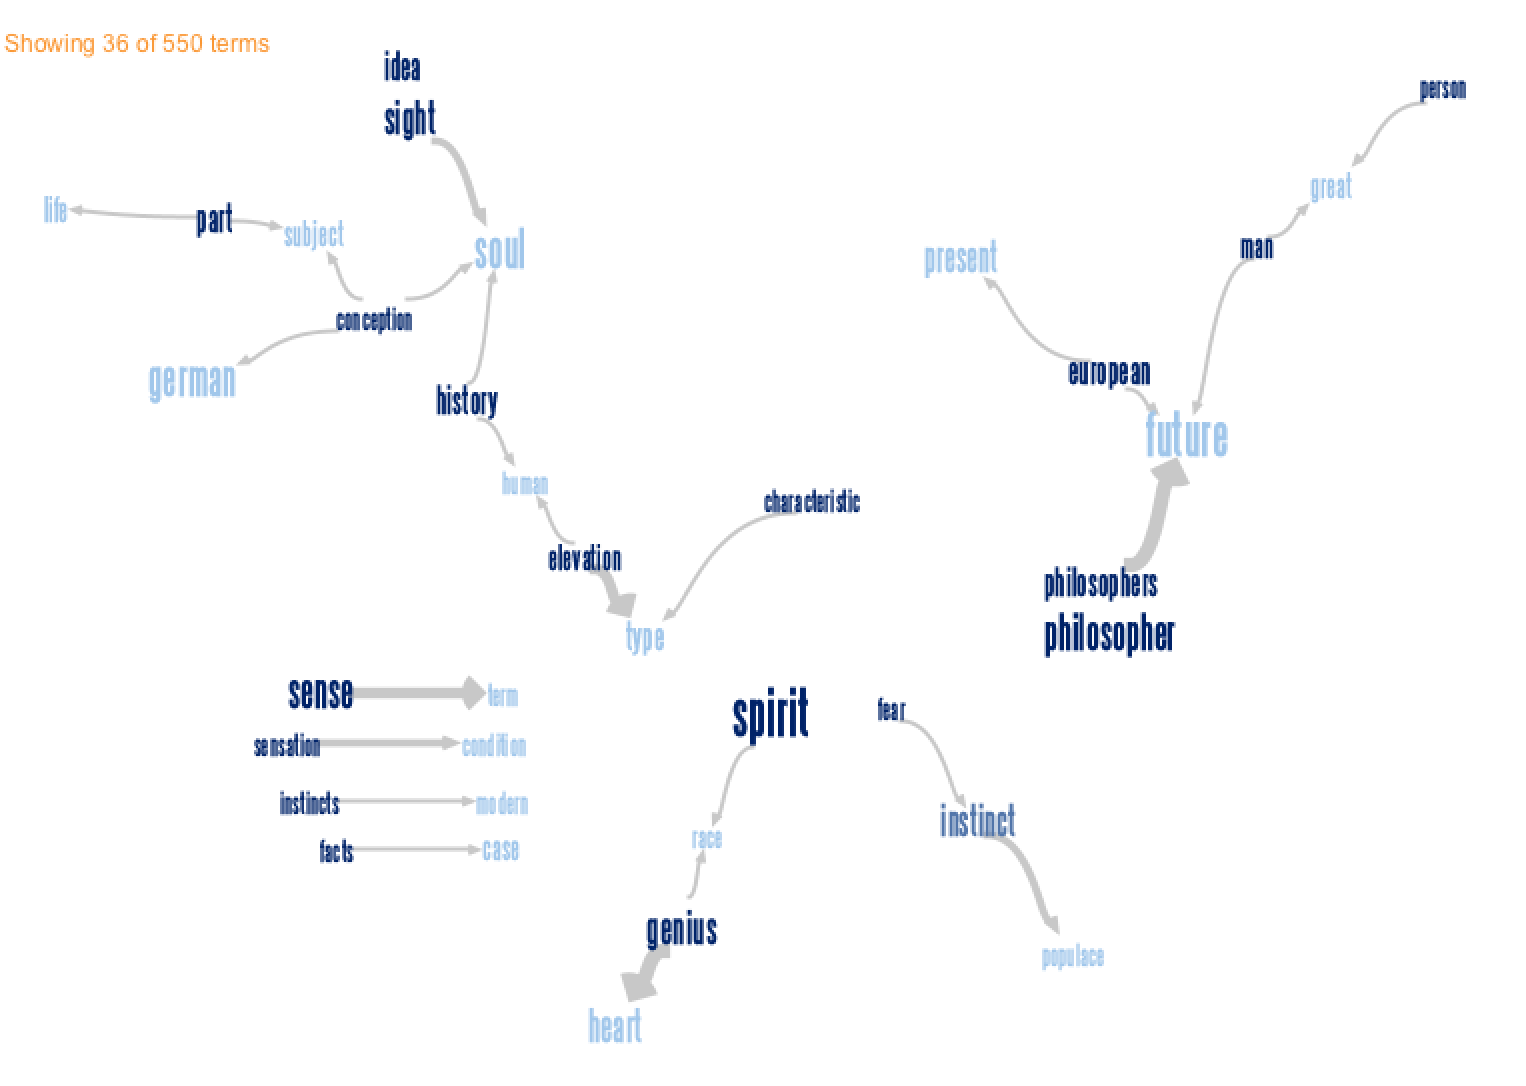 Showing 36 of 550 terms
idea
sight
person
great
life
part
subject
soul
present
man
conception
german
european
history
future
human
characteristic
elevation
philosophers
type
philosopher
sense
term
spirit
fear
sensation
condition
instincts
modern
instinct
race
facts
case
genius
populace
heart